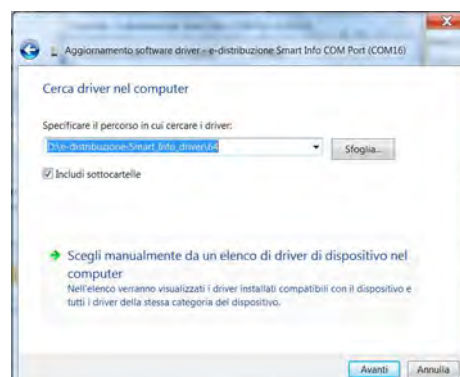 Aggiornamento software driver - e-distribuzione Smart Info COM Port (COM16)
Cerca driver nel computer
Specificare il percorso in cui cercare i driver:
D:\e-distribuzione-Smart_Info_driver\64
Sfoglia...
Includi sottocartelle
Scegli manualmente da un elenco di driver di dispositivo nel
computer
Nell'elenco verranno visualizzati i driver installati compatibili con il dispositivo e
tutti i driver della stessa categoria del dispositivo.
Avanti
Annulla